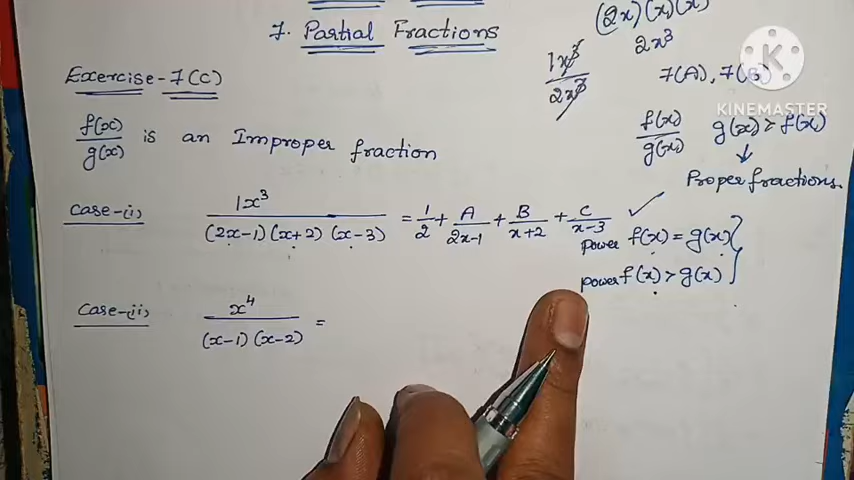 7. Partial Fractions
(2x)(x)(x)
2x³
1x³/2x³
7(A), 7(B)
KINEMASTER
Exercise-7(C)
f(x)/g(x) is an Improper fraction
f(x)/g(x) g(x) > f(x)
↓
Proper fractions.
Case-(i) 1x³/(2x-1)(x+2)(x-3) = 1/2 + A/2x-1 + B/x+2 + C/x-3 ✓
power f(x) = g(x)
power f(x) > g(x)
Case-(ii) x⁴/(x-1)(x-2) =